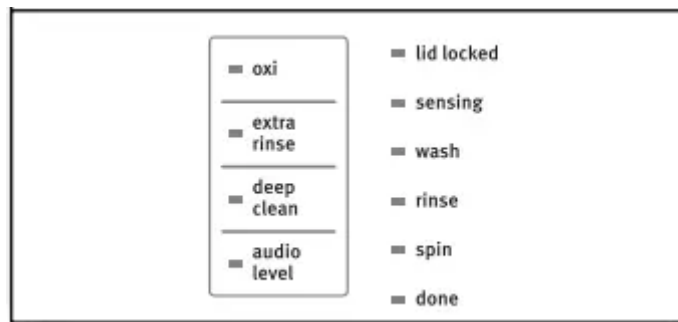 oxi
extra
rinse
deep
clean
audio
level
lid locked
sensing
wash
rinse
spin
done